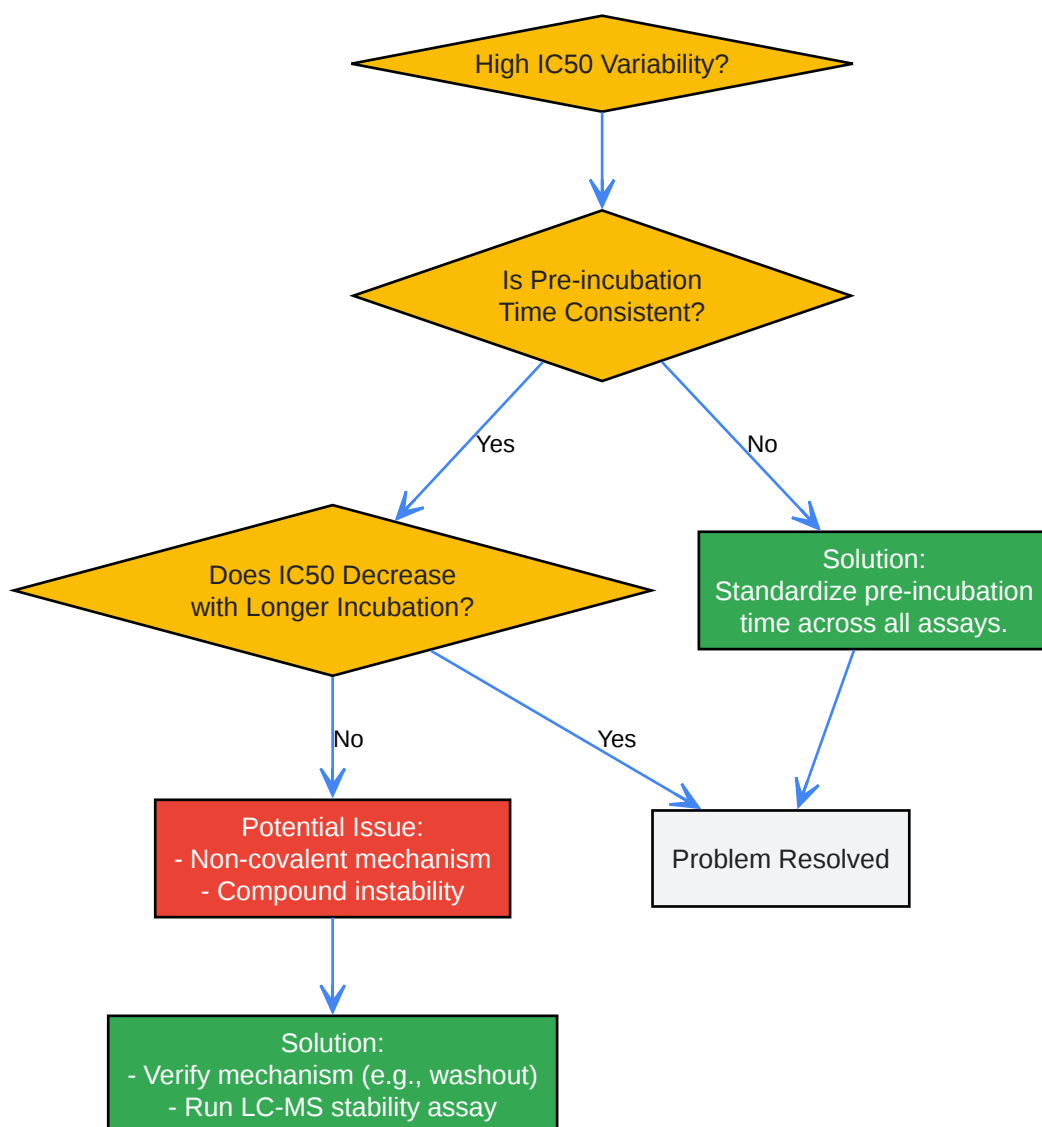 High IC50 Variability?
Is Pre-incubation
Time Consistent?
Yes
No
Does IC50 Decrease
with Longer Incubation?
Solution:
Standardize pre-incubation
time across all assays.
No
Yes
Potential Issue:
- Non-covalent mechanism
- Compound instability
Problem Resolved
Solution:
- Verify mechanism (e.g., washout)
- Run LC-MS stability assay